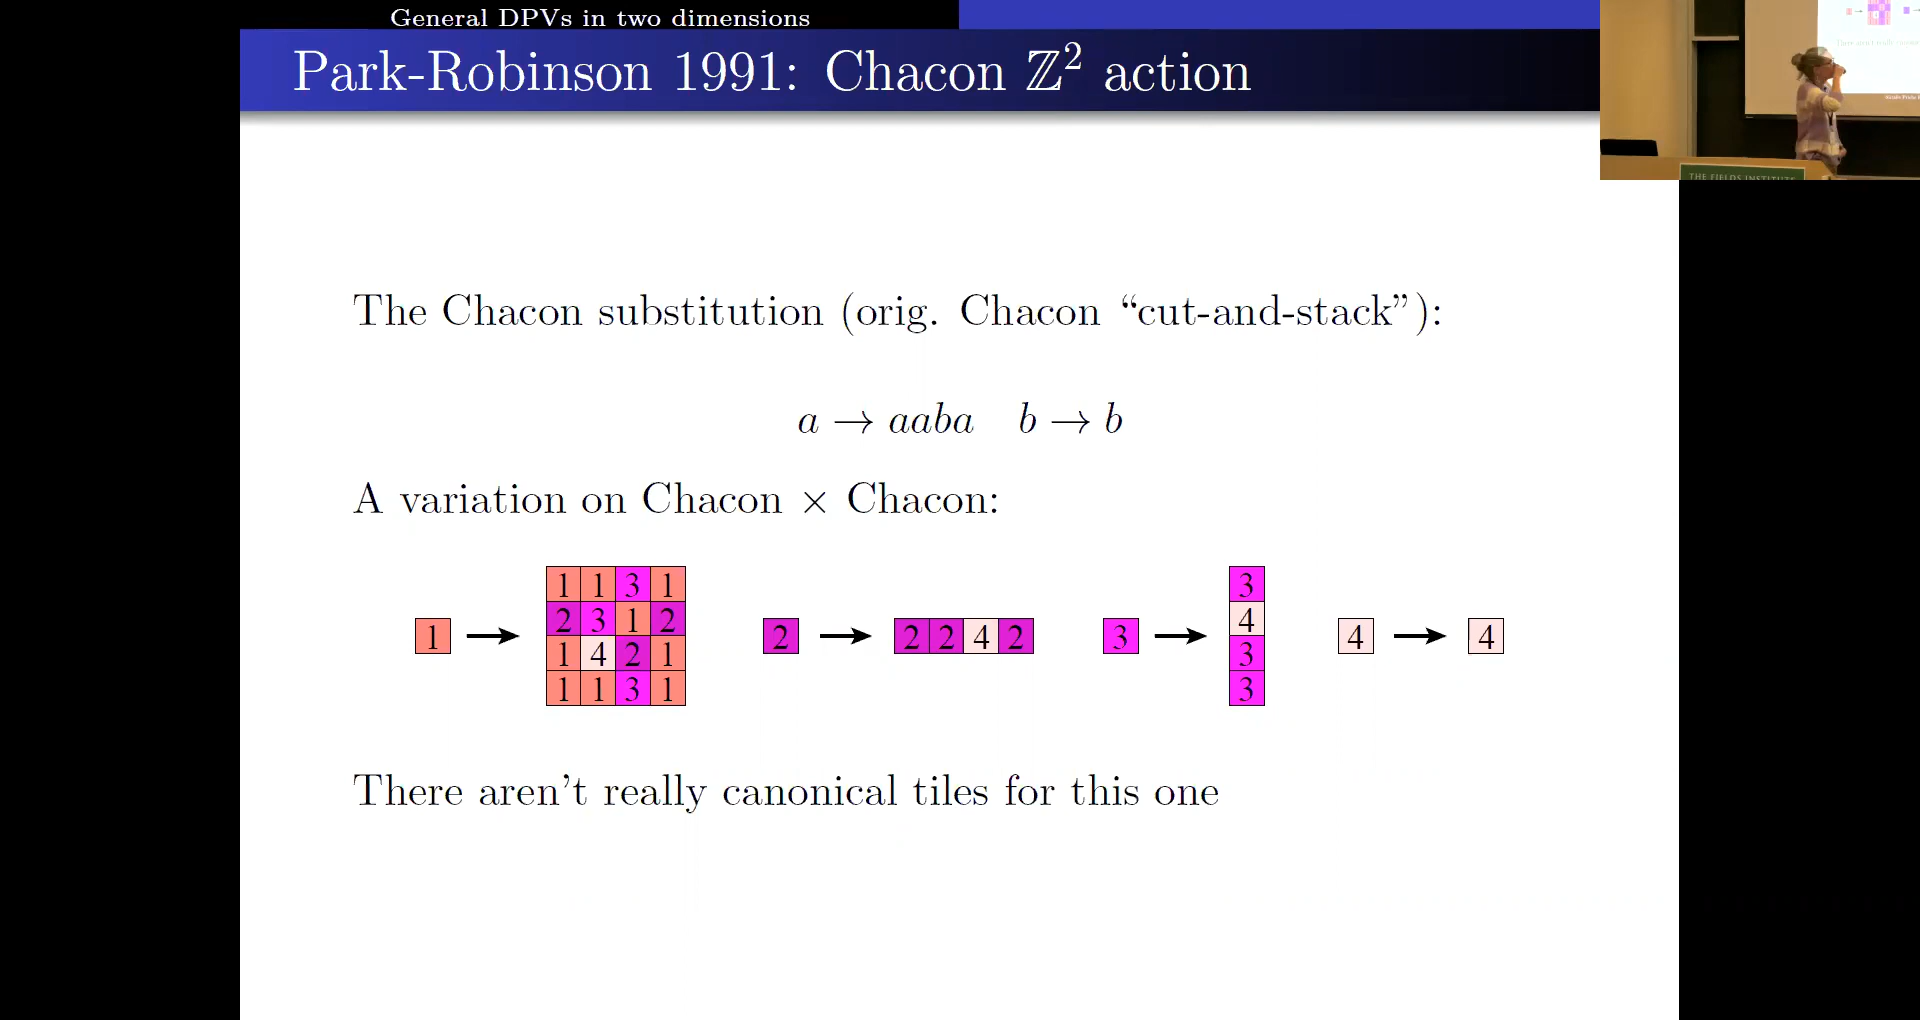 General DPVs in two dimensions
Park-Robinson 1991: Chacon ℤ² action
The Chacon substitution (orig. Chacon “cut-and-stack”):
a → aaba b → b
A variation on Chacon × Chacon:
1 → 1 1 3 1
2 3 1 2
1 4 2 1
1 1 3 1
2 → 2 2 4 2
3 → 3
4
3
3
4 → 4
There aren't really canonical tiles for this one
THE FIELDS INSTITUTE